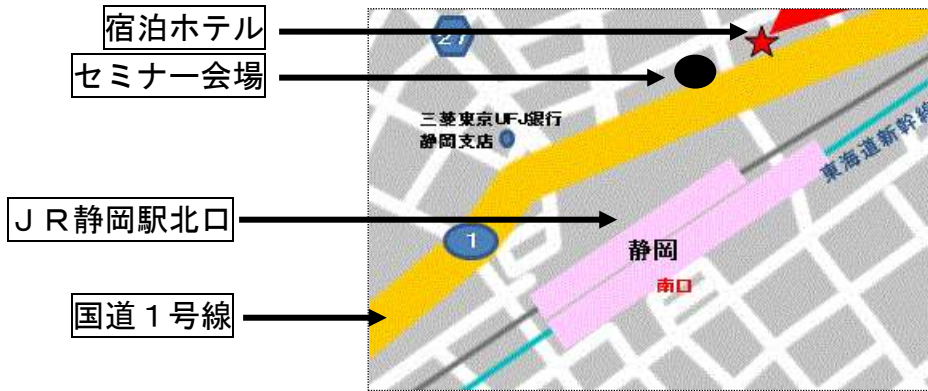 宿泊ホテル
セミナー会場
27
三菱東京UFJ銀行
静岡支店
東海道新幹線
JR静岡駅北口
1
静岡
南口
国道1号線